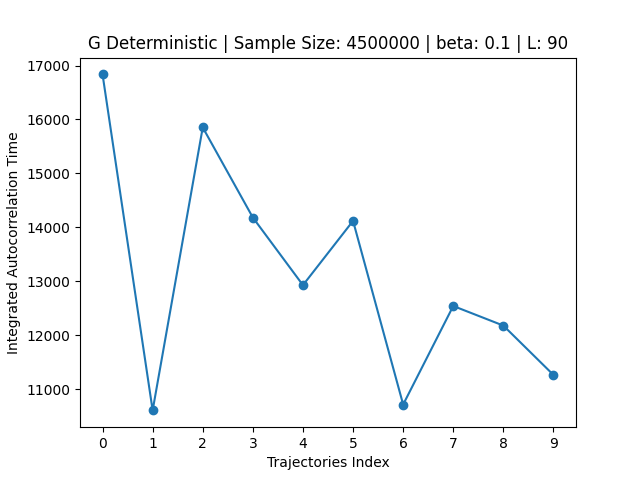 G Deterministic | Sample Size: 4500000 | beta: 0.1 | L: 90
Integrated Autocorrelation Time
17000
16000
15000
14000
13000
12000
11000
0 1 2 3 4 5 6 7 8 9
Trajectories Index